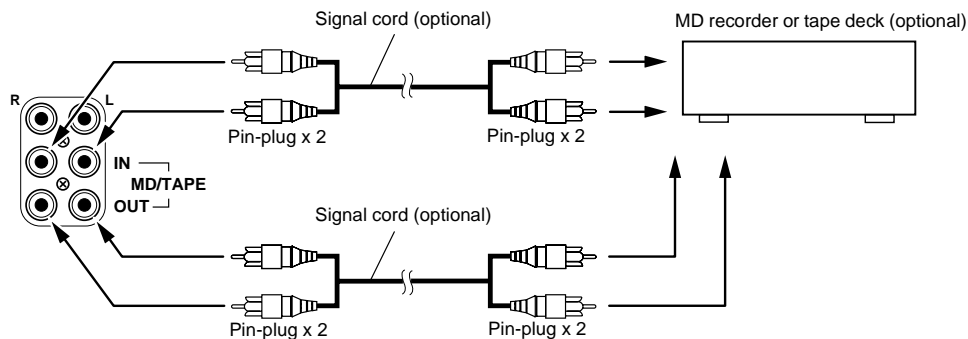 Signal cord (optional)
MD recorder or tape deck (optional)
R
L
Pin-plug x 2
Pin-plug x 2
IN
MD/TAPE
OUT
Signal cord (optional)
Pin-plug x 2
Pin-plug x 2